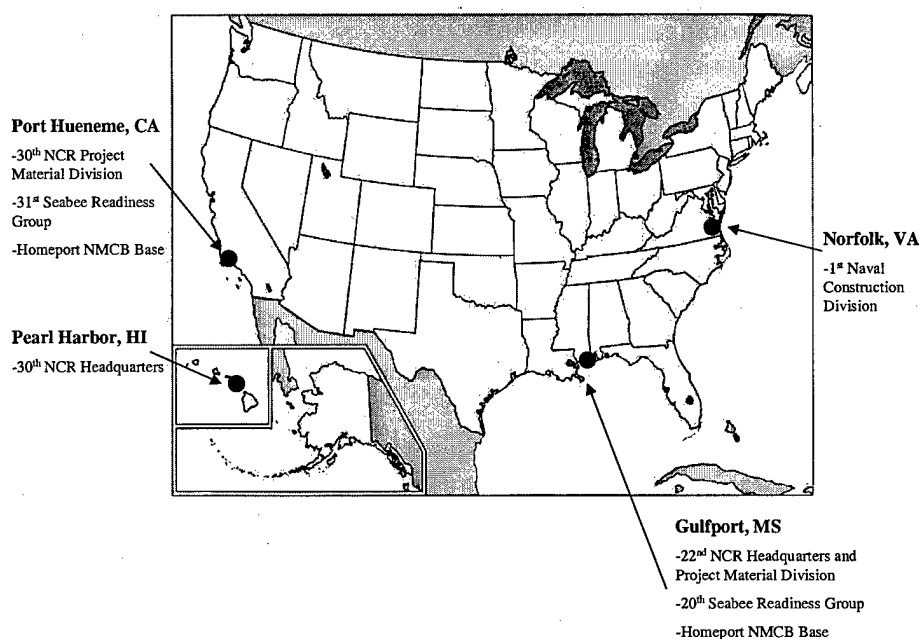 Port Hueneme, CA
-30th NCR Project
Material Division
-31st Seabee Readiness
Group
-Homeport NMCB Base
Pearl Harbor, HI
-30th NCR Headquarters
Norfolk, VA
-1st Naval
Construction
Division
Gulfport, MS
-22nd NCR Headquarters and
Project Material Division
-20th Seabee Readiness Group
-Homeport NMCB Base